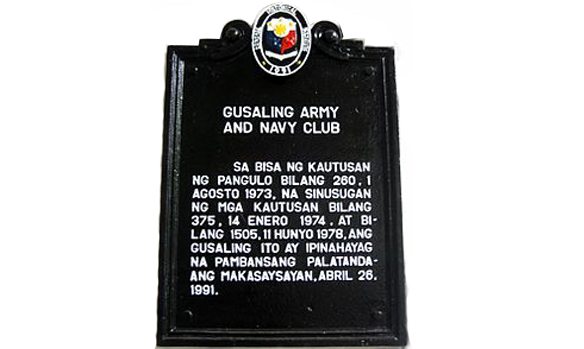 GUSALING ARMY
AND NAVY CLUB
SA BISA NG KAUTUSAN
NG PANGULO BILANG 260, 1
AGOSTO 1973, NA SINUSUGAN
NG MGA KAUTUSAN BILANG
375, 14 ENERO 1974, AT BI-
LANG 1505, 11 HUNYO 1978, ANG
GUSALING ITO AY IPINAHAYAG
NA PAMBANSANG PALATANDA-
ANG MAKASAYSAYAN, ABRIL 26,
1991.